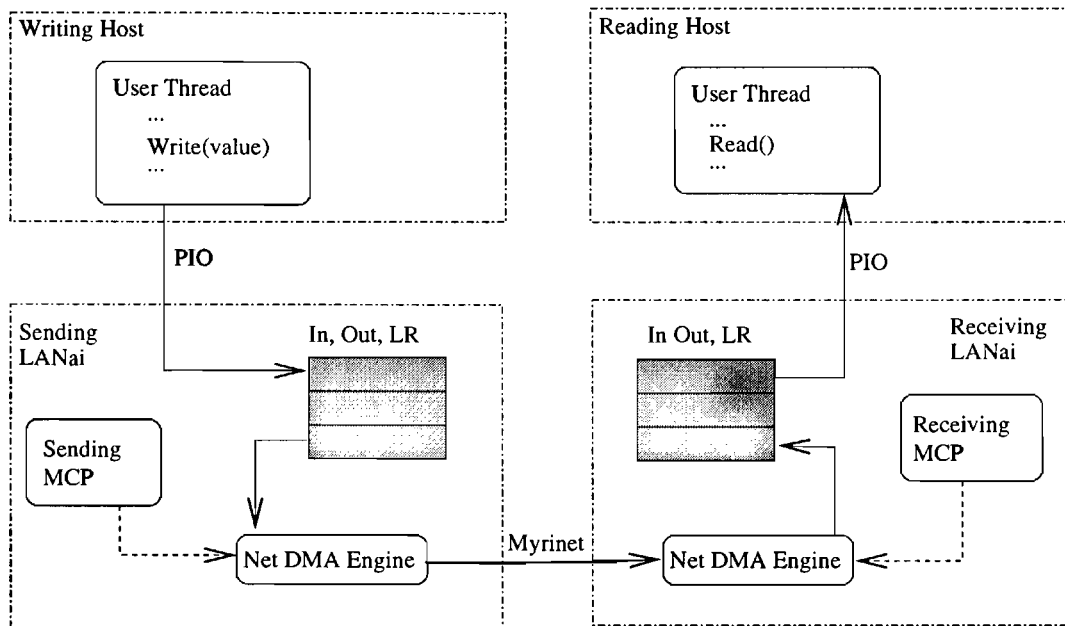 Writing Host
User Thread
...
Write(value)
...
PIO
Reading Host
User Thread
...
Read()
...
PIO
Sending
LANai
In, Out, LR
Sending
MCP
Net DMA Engine
Myrinet
In Out, LR
Receiving
LANai
Receiving
MCP
Net DMA Engine